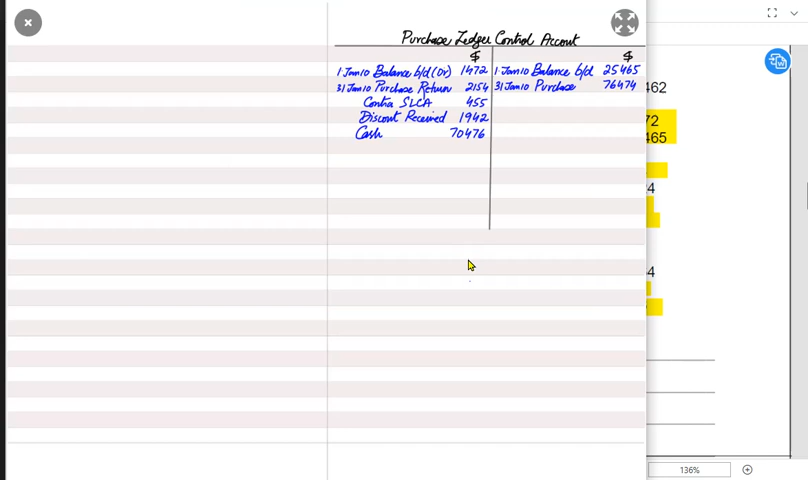 Purchase Ledger Control Account
$ $
1 Jan 10 Balance b/d (Dr) 1472 1 Jan 10 Balance b/d 25465
31 Jan 10 Purchase Return 2154 31 Jan 10 Purchase 76474
Contra SLCA 455
Discount Received 1942
Cash 70476
462
72
465
4
4
136%